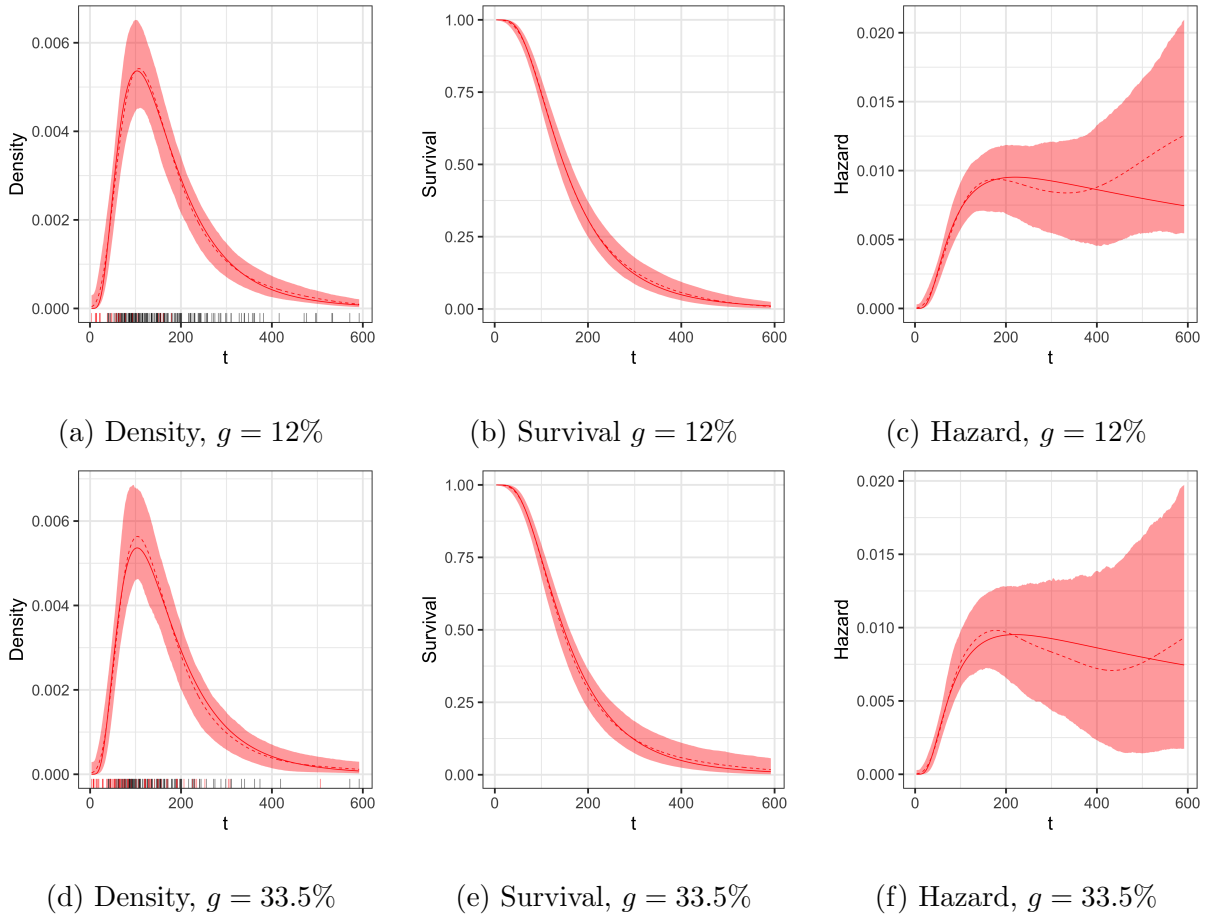 0.006
0.004
0.002
0.000
Density
0 200 400 600
t
1.00
0.75
0.50
0.25
0.00
Survival
0 200 400 600
t
0.020
0.015
0.010
0.005
0.000
Hazard
0 200 400 600
t
(a) Density, g = 12%
(b) Survival g = 12%
(c) Hazard, g = 12%
0.006
0.004
0.002
0.000
Density
0 200 400 600
t
1.00
0.75
0.50
0.25
0.00
Survival
0 200 400 600
t
0.020
0.015
0.010
0.005
0.000
Hazard
0 200 400 600
t
(d) Density, g = 33.5%
(e) Survival, g = 33.5%
(f) Hazard, g = 33.5%